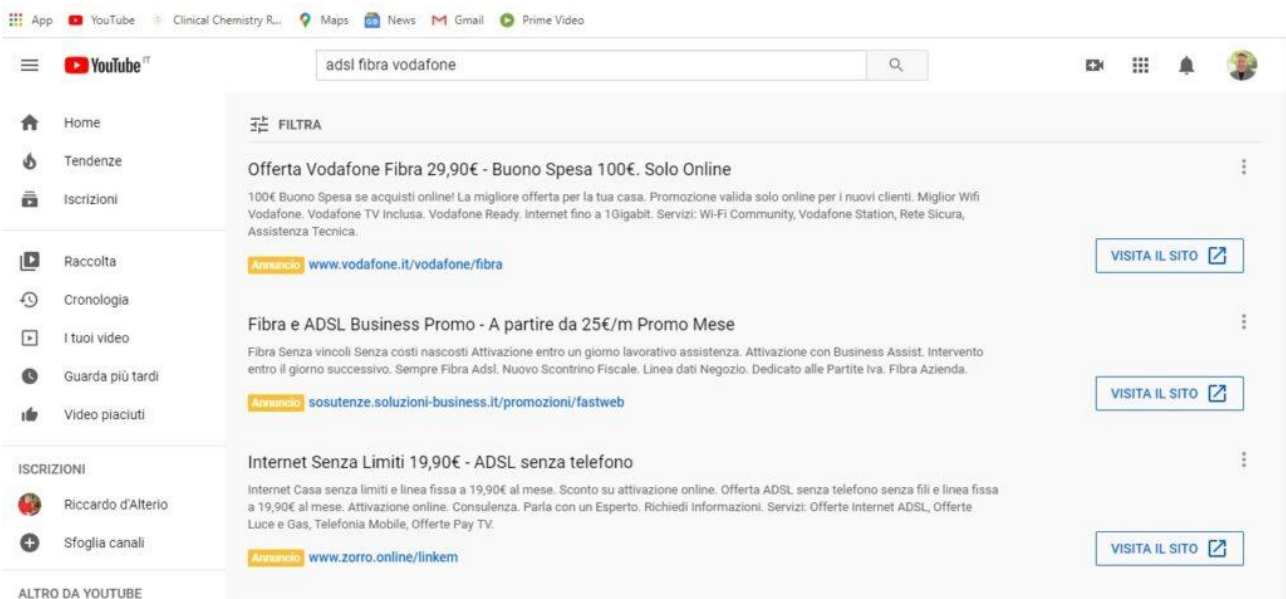 App YouTube Clinical Chemistry R... Maps News Gmail Prime Video
YouTube IT
adsl fibra vodafone
Home
Tendenze
Iscrizioni
Raccolta
Cronologia
I tuoi video
Guarda più tardi
Video piaciuti
ISCRIZIONI
Riccardo d'Alterio
Sfoglia canali
ALTRO DA YOUTUBE
FILTRA
Offerta Vodafone Fibra 29,90€ - Buono Spesa 100€. Solo Online
100€ Buono Spesa se acquisti online! La migliore offerta per la tua casa. Promozione valida solo online per i nuovi clienti. Miglior Wifi
Vodafone. Vodafone TV Inclusa. Vodafone Ready. Internet fino a 1Gigabit. Servizi: Wi-Fi Community, Vodafone Station, Rete Sicura,
Assistenza Tecnica.
Annuncio www.vodafone.it/vodafone/fibra
VISITA IL SITO
Fibra e ADSL Business Promo - A partire da 25€/m Promo Mese
Fibra Senza vincoli Senza costi nascosti Attivazione entro un giorno lavorativo assistenza. Attivazione con Business Assist. Intervento
entro il giorno successivo. Sempre Fibra Adsl. Nuovo Scontrino Fiscale. Linea dati Negozio. Dedicato alle Partite Iva. FIbra Azienda.
Annuncio sosutenze.soluzioni-business.it/promozioni/fastweb
VISITA IL SITO
Internet Senza Limiti 19,90€ - ADSL senza telefono
Internet Casa senza limiti e linea fissa a 19,90€ al mese. Sconto su attivazione online. Offerta ADSL senza telefono senza fili e linea fissa
a 19,90€ al mese. Attivazione online. Consulenza. Parla con un Esperto. Richiedi Informazioni. Servizi: Offerte Internet ADSL, Offerte
Luce e Gas, Telefonia Mobile, Offerte Pay TV.
Annuncio www.zorro.online/linkem
VISITA IL SITO